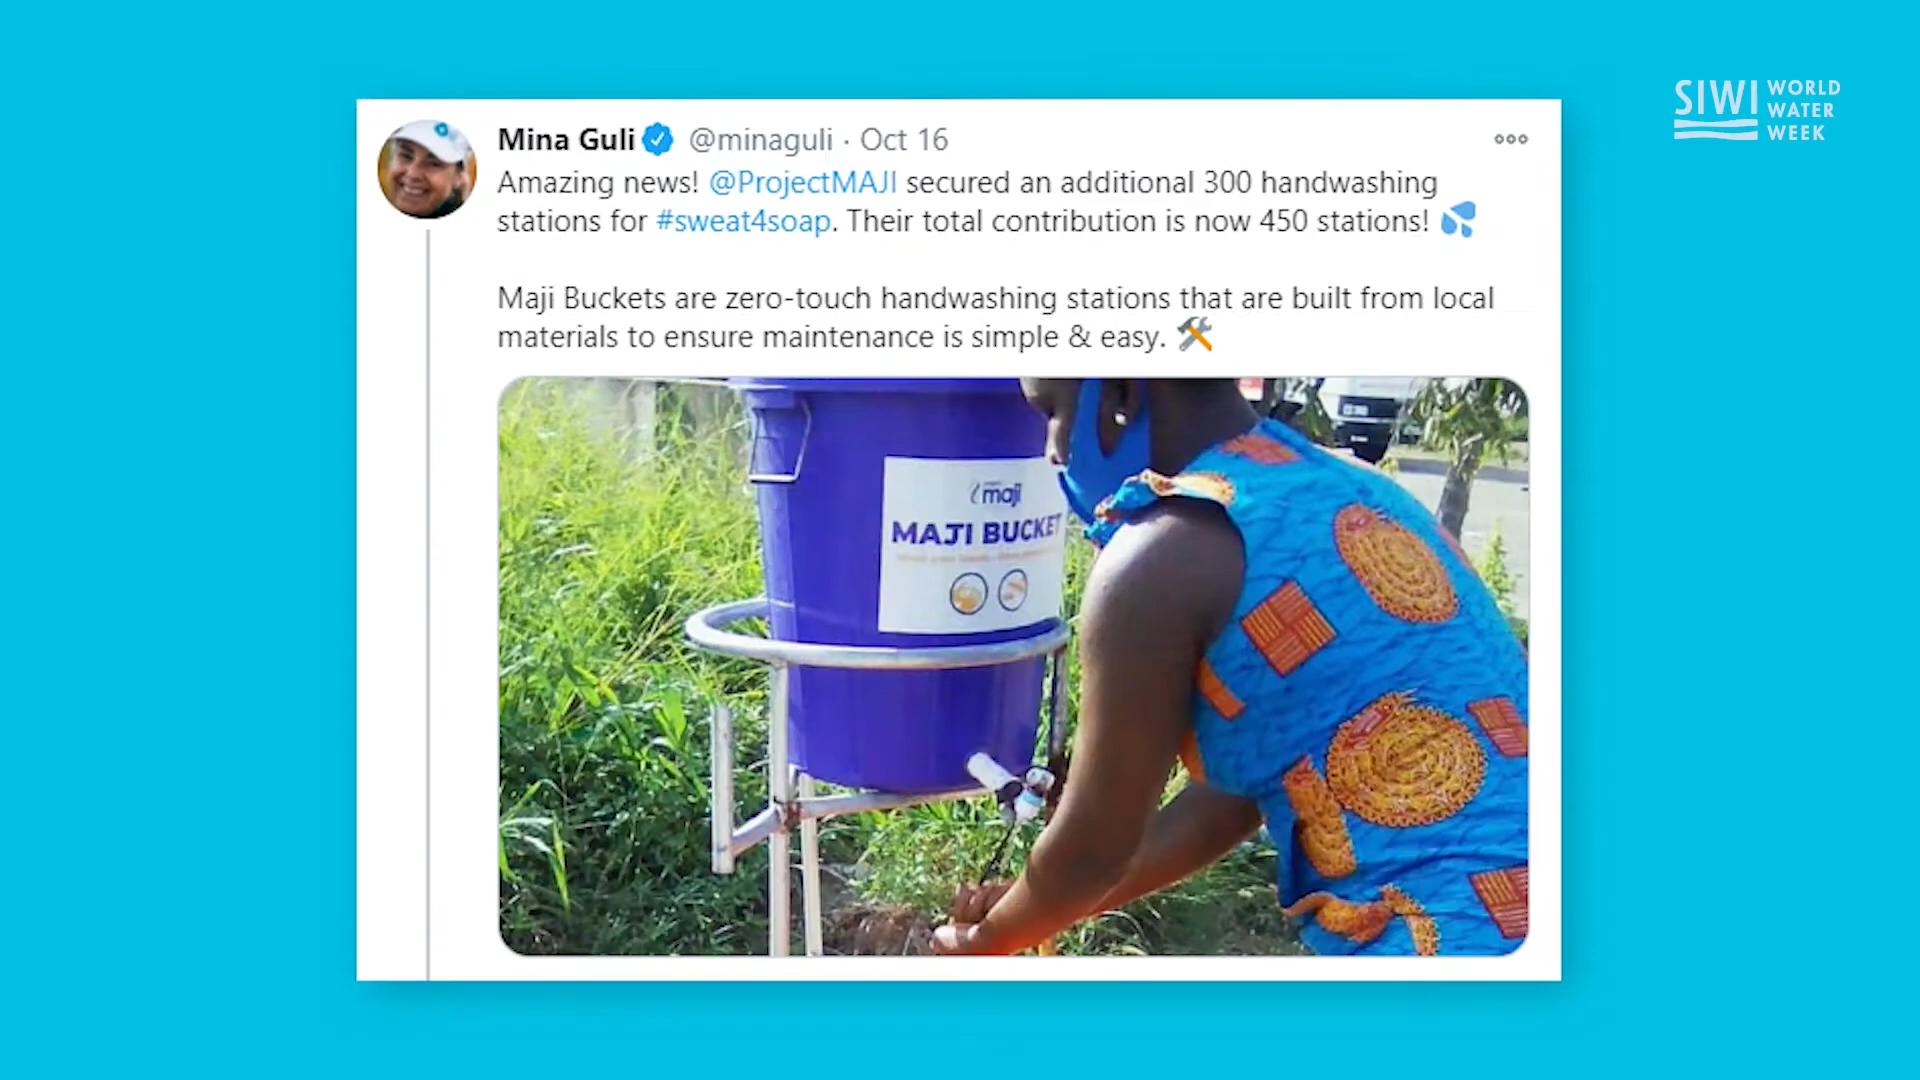 SIWI WORLD
WATER
WEEK
Mina Guli @minaguli · Oct 16
Amazing news! @ProjectMAJI secured an additional 300 handwashing
stations for #sweat4soap. Their total contribution is now 450 stations! 💦
Maji Buckets are zero-touch handwashing stations that are built from local
materials to ensure maintenance is simple & easy. 🛠
maji
MAJI BUCKET